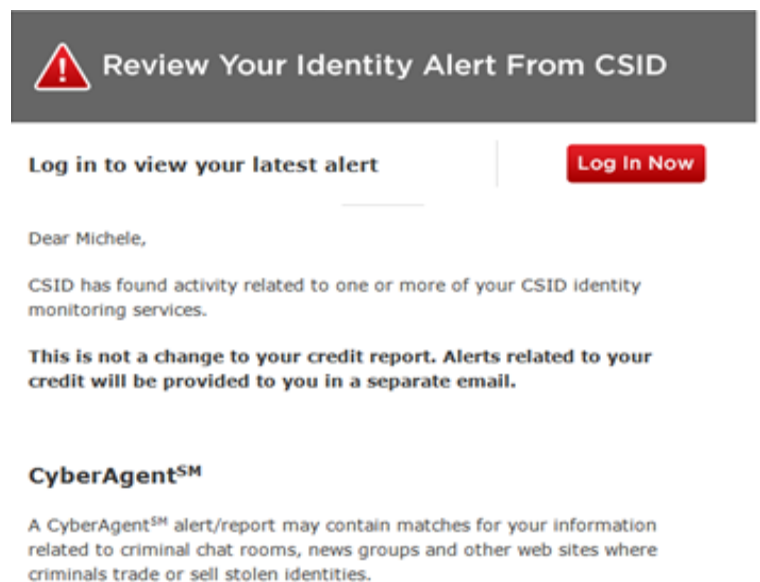 Review Your Identity Alert From CSID
Log in to view your latest alert
Log In Now
Dear Michele,
CSID has found activity related to one or more of your CSID identity
monitoring services.
This is not a change to your credit report. Alerts related to your
credit will be provided to you in a separate email.
CyberAgent℠
A CyberAgent℠ alert/report may contain matches for your information
related to criminal chat rooms, news groups and other web sites where
criminals trade or sell stolen identities.